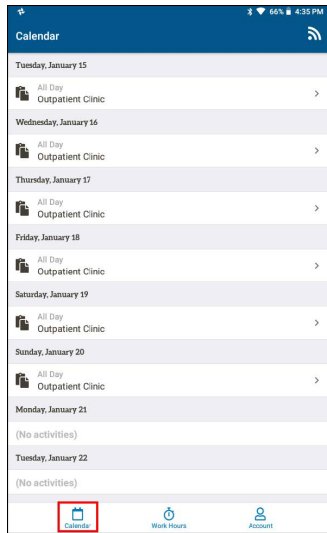 66% 4:35 PM
Calendar
Tuesday, January 15
All Day
Outpatient Clinic
Wednesday, January 16
All Day
Outpatient Clinic
Thursday, January 17
All Day
Outpatient Clinic
Friday, January 18
All Day
Outpatient Clinic
Saturday, January 19
All Day
Outpatient Clinic
Sunday, January 20
All Day
Outpatient Clinic
Monday, January 21
(No activities)
Tuesday, January 22
(No activities)
Calendar Work Hours Account